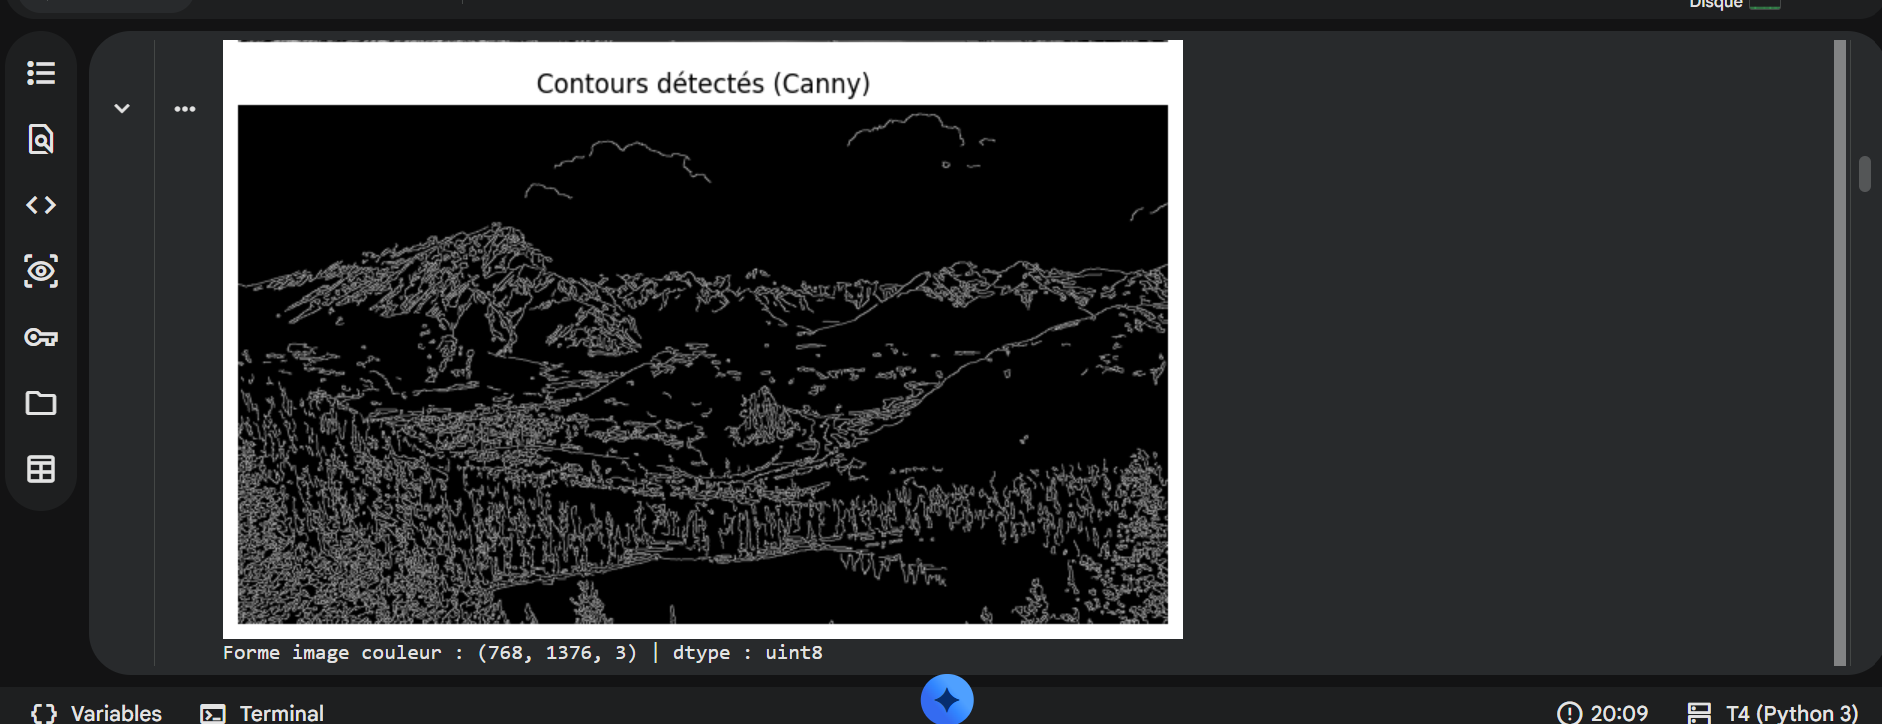 Disque
Contours détectés (Canny)
Forme image couleur : (768, 1376, 3) | dtype : uint8
Variables
Terminal
20:09
T4 (Python 3)